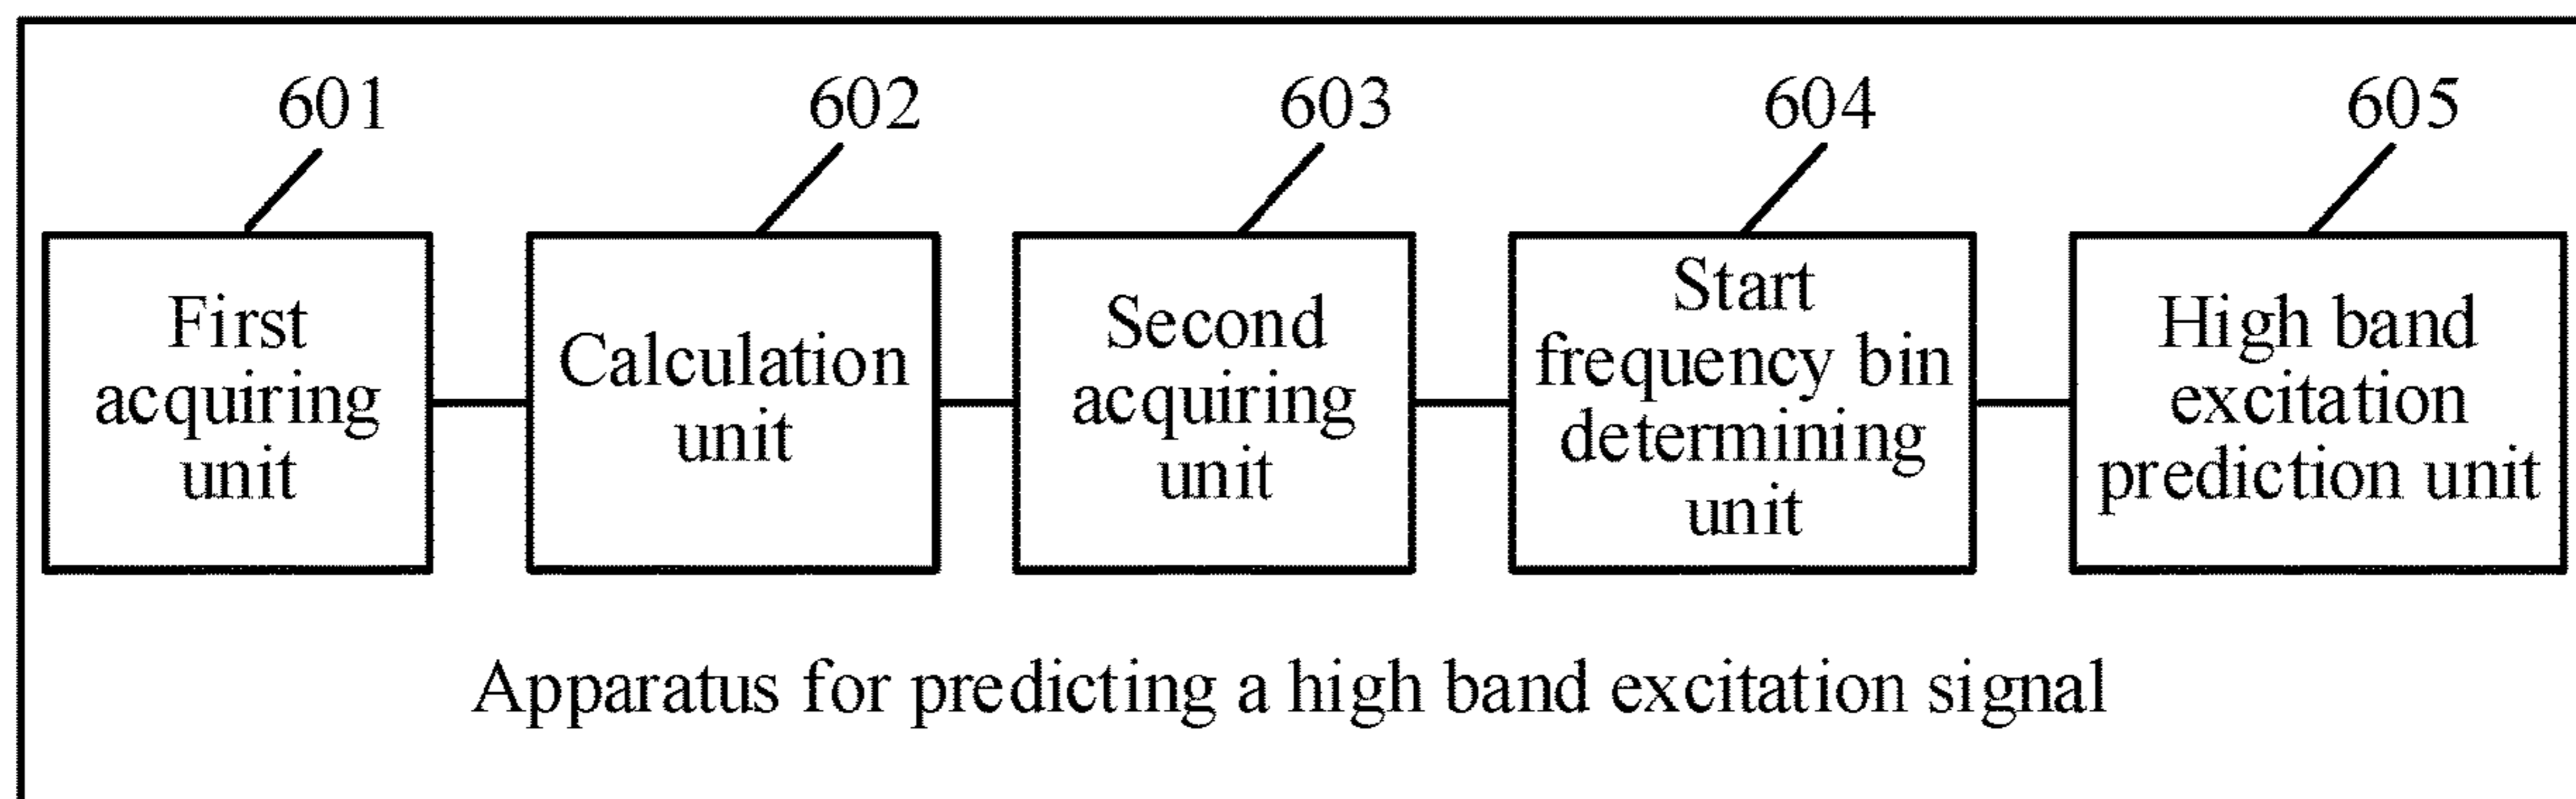 601
602
603
604
605
First
acquiring
unit
Calculation
unit
Second
acquiring
unit
Start
frequency bin
determining
unit
High band
excitation
prediction unit
Apparatus for predicting a high band excitation signal